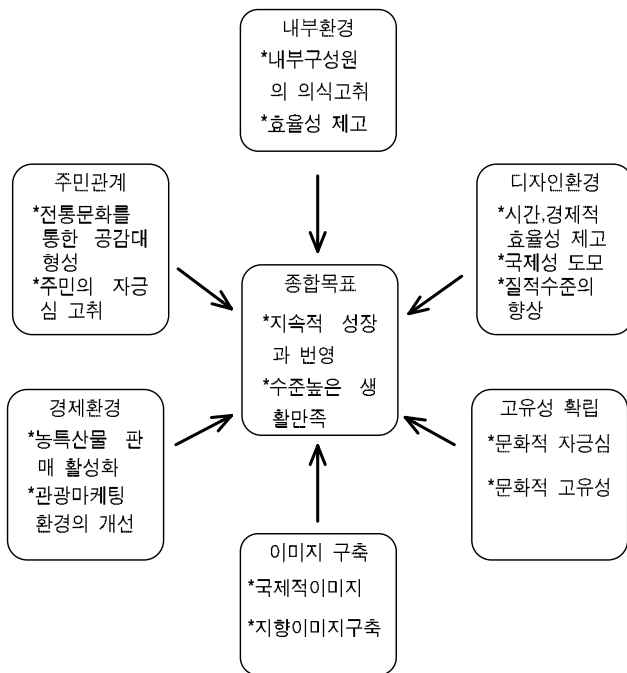 내부환경
*내부구성원
의 의식고취
*효율성 제고
주민관계
*전통문화를
통한 공감대
형성
*주민의 자긍
심 고취
디자인환경
*시간,경제적
효율성 제고
*국제성 도모
*질적수준의
향상
종합목표
*지속적 성장
과 번영
*수준높은 생
활만족
경제환경
*농특산물 판
매 활성화
*관광마케팅
환경의 개선
고유성 확립
*문화적 자긍심
*문화적 고유성
이미지 구축
*국제적이미지
*지향이미지구축